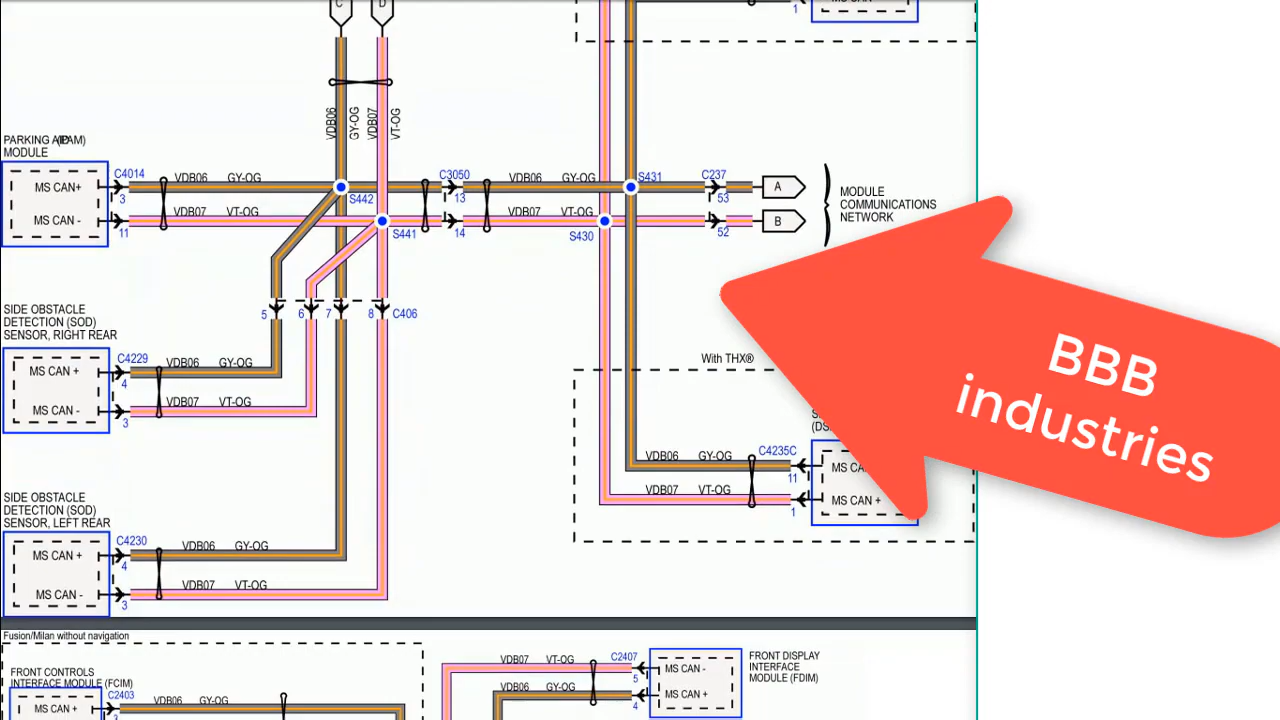 C
D
1
VDB06
GY-OG
VDB07
VT-OG
MODULE
C4014
MS CAN+
3
MS CAN -
11
VDB06
GY-OG
VDB07
VT-OG
S442
S441
C3050
13
14
VDB06
GY-OG
VDB07
VT-OG
S431
S430
C237
53
52
A
B
MODULE
COMMUNICATIONS
NETWORK
5
6
7
8
C406
SIDE OBSTACLE
DETECTION (SOD)
SENSOR, RIGHT REAR
C4229
MS CAN +
4
MS CAN -
3
VDB06
GY-OG
VDB07
VT-OG
With THX®
BBB
industries
C4235C
VDB06
GY-OG
11
VDB07
VT-OG
1
MS CAN +
SIDE OBSTACLE
DETECTION (SOD)
SENSOR, LEFT REAR
C4230
MS CAN +
4
MS CAN -
3
VDB06
GY-OG
VDB07
VT-OG
Fusion/Milan without navigation
FRONT CONTROLS
INTERFACE MODULE (FCIM)
C2403
MS CAN +
VDB06
GY-OG
VDB07
VT-OG
C2407
5
VDB06
GY-OG
4
MS CAN -
MS CAN +
FRONT DISPLAY
INTERFACE
MODULE (FDIM)